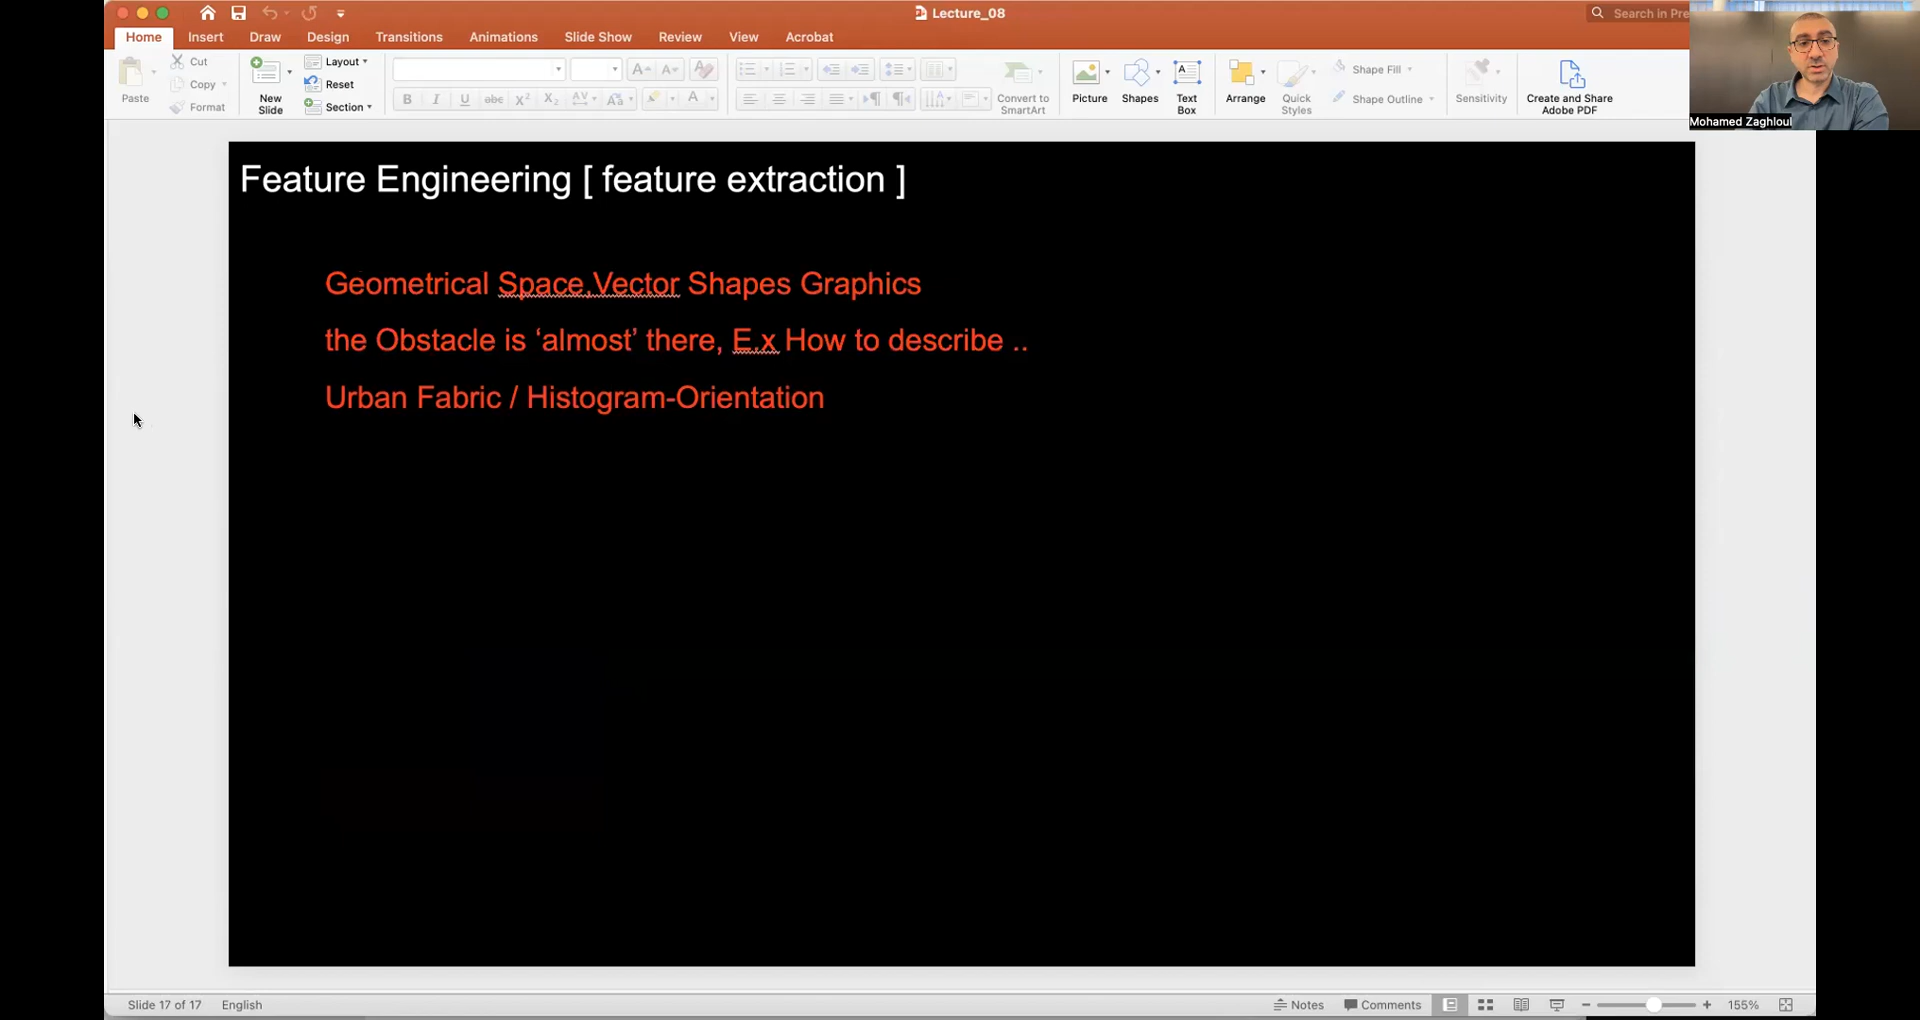 Lecture_08
Search in Pre
Home Insert Draw Design Transitions Animations Slide Show Review View Acrobat
Paste
Cut
Copy
Format
New Slide
Layout
Reset
Section
Convert to SmartArt
Picture
Shapes
Text Box
Arrange
Quick Styles
Shape Fill
Shape Outline
Sensitivity
Create and Share Adobe PDF
Mohamed Zaghloul
Feature Engineering [ feature extraction ]
Geometrical Space,Vector Shapes Graphics
the Obstacle is ‘almost’ there, E.x How to describe ..
Urban Fabric / Histogram-Orientation
Slide 17 of 17 English Notes Comments 155%